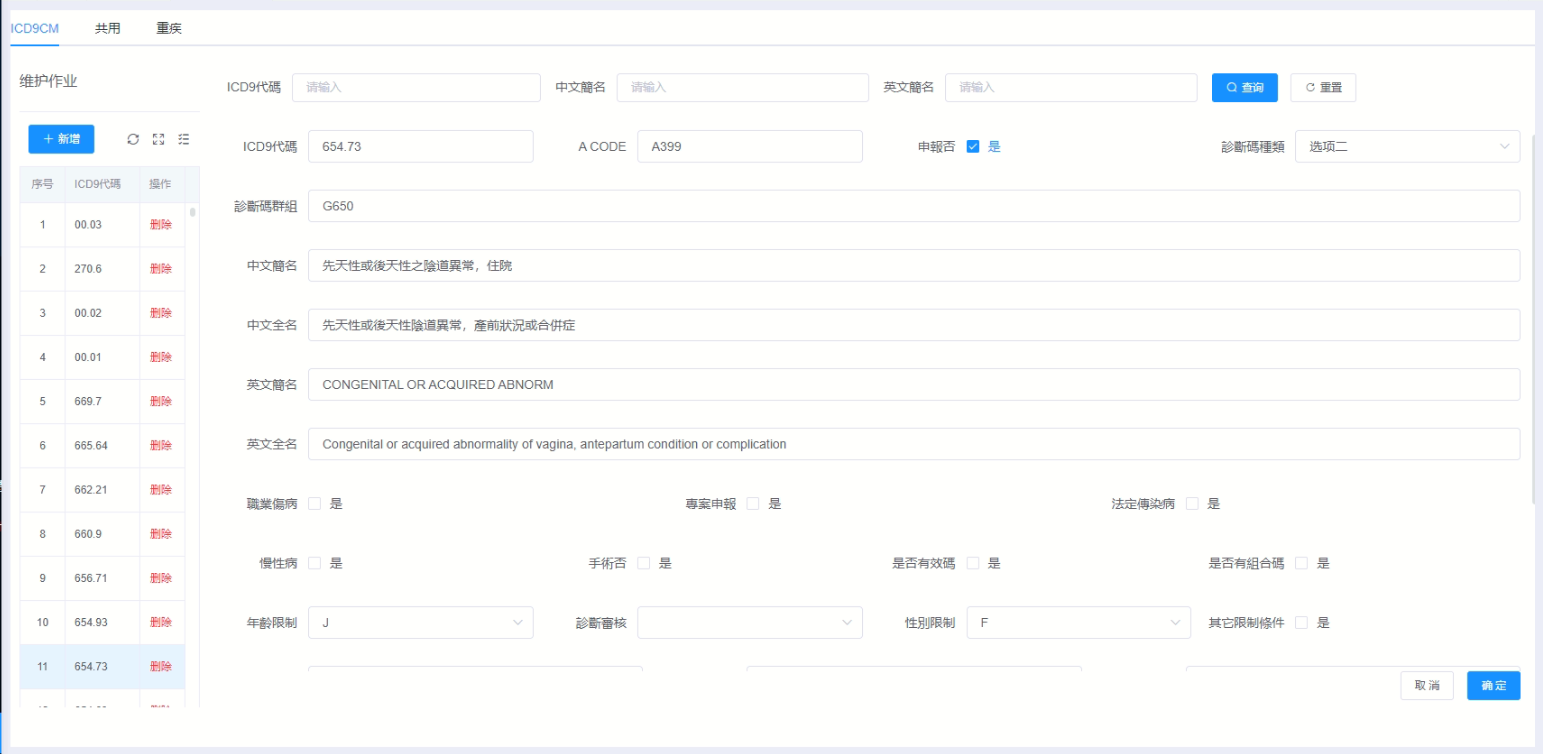 ICD9CM 共用 重疾
维护作业
ICD9代碼 请输入 中文簡名 请输入 英文簡名 请输入 查询 重置
新增
ICD9代碼 654.73 A CODE A399 申報否 是 診斷碼種類 选项二
序号 ICD9代碼 操作
診斷碼群組 G650
1 00.03 删除
中文簡名 先天性或後天性之陰道異常，住院
2 270.6 删除
3 00.02 删除
中文全名 先天性或後天性陰道異常，產前狀況或合併症
4 00.01 删除
英文簡名 CONGENITAL OR ACQUIRED ABNORM
5 669.7 删除
英文全名 Congenital or acquired abnormality of vagina, antepartum condition or complication
6 665.64 删除
7 662.21 删除
職業傷病 是 專案申報 是 法定傳染病 是
8 660.9 删除
慢性病 是 手術否 是 是否有效碼 是 是否有組合碼 是
9 656.71 删除
10 654.93 删除
年齡限制 J 診斷審核 性別限制 F 其它限制條件 是
11 654.73 删除
取消 确定